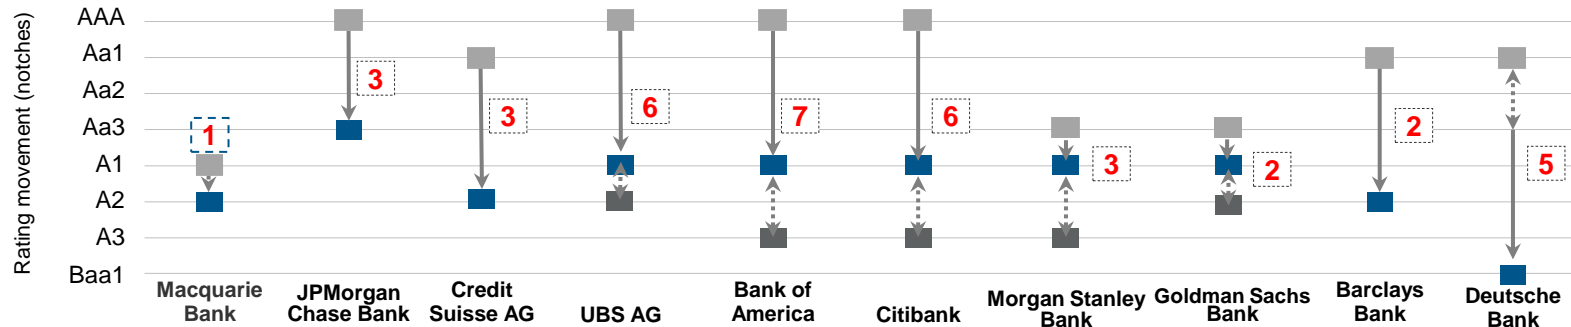 Rating movement (notches)
AAA
Aa1
Aa2
Aa3
A1
A2
A3
Baa1
1
3
3
6
7
6
3
2
2
5
Macquarie
Bank
JPMorgan
Chase Bank
Credit
Suisse AG
UBS AG
Bank of
America
Citibank
Morgan Stanley
Bank
Goldman Sachs
Bank
Barclays
Bank
Deutsche
Bank